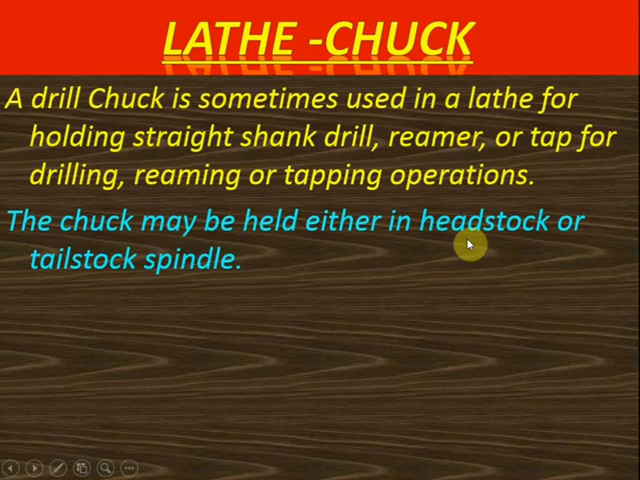 LATHE -CHUCK
A drill Chuck is sometimes used in a lathe for
holding straight shank drill, reamer, or tap for
drilling, reaming or tapping operations.
The chuck may be held either in headstock or
tailstock spindle.